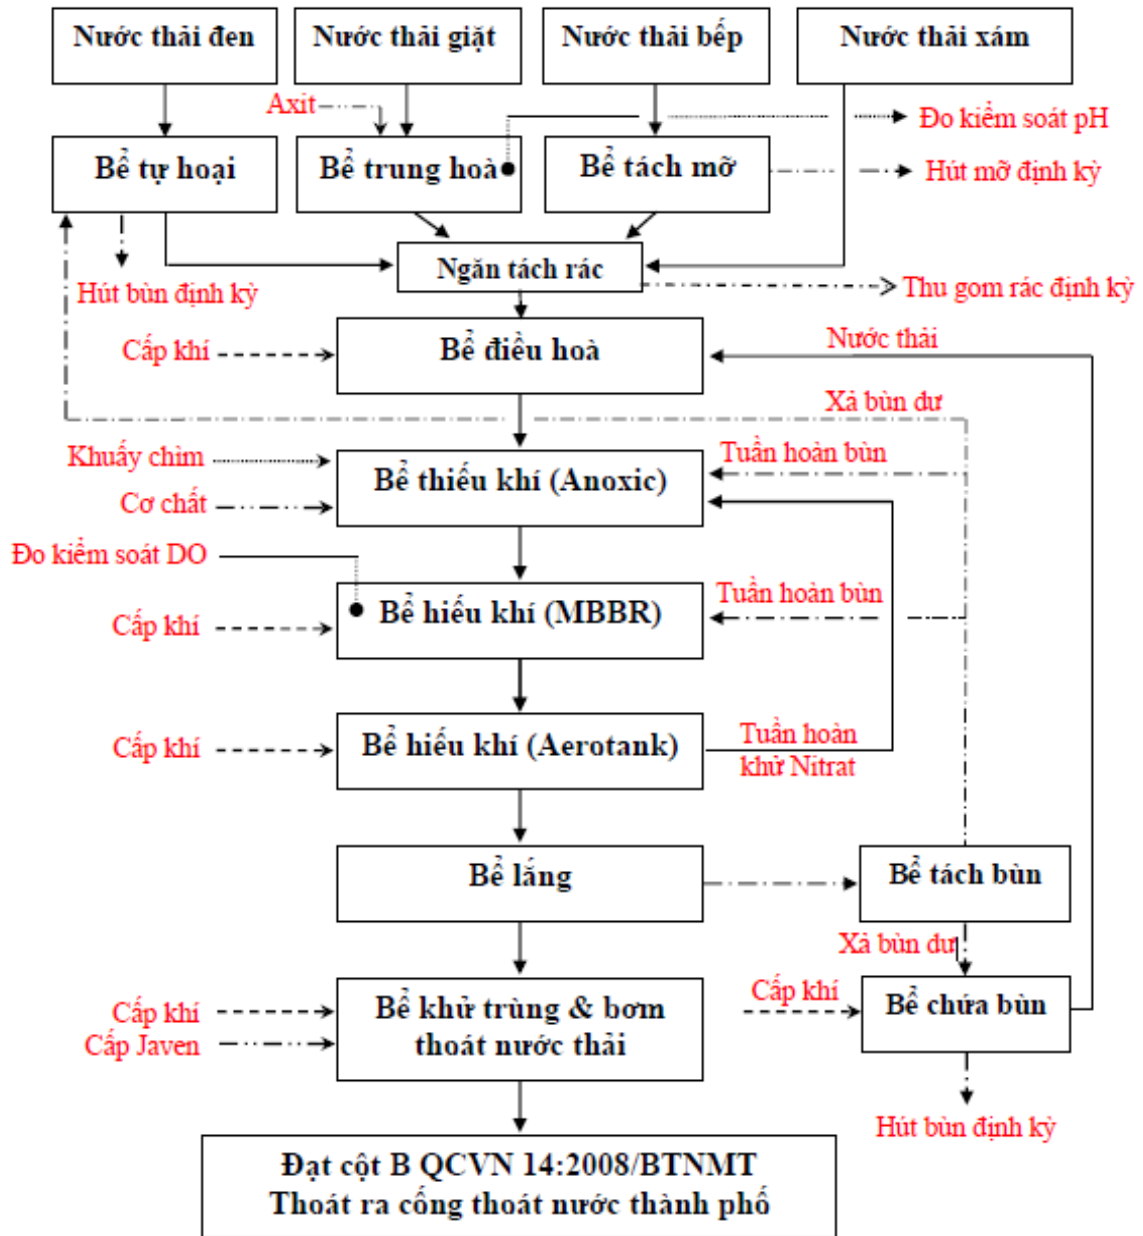 Nước thải đen
Nước thải giặt
Nước thải bếp
Nước thải xám
Axit
Đo kiểm soát pH
Bể tự hoại
Bể trung hoà
Bể tách mỡ
Hút mỡ định kỳ
Ngăn tách rác
Hút bùn định kỳ
Thu gom rác định kỳ
Cấp khí
Bể điều hoà
Nước thải
Xả bùn dư
Khuấy chìm
Bể thiếu khí (Anoxic)
Tuần hoàn bùn
Cơ chất
Đo kiểm soát DO
Cấp khí
Bể hiếu khí (MBBR)
Tuần hoàn bùn
Cấp khí
Bể hiếu khí (Aerotank)
Tuần hoàn
khử Nitrat
Bể lắng
Bể tách bùn
Xả bùn dư
Cấp khí
Cấp Javen
Bể khử trùng & bơm
thoát nước thải
Cấp khí
Bể chứa bùn
Hút bùn định kỳ
Đạt cột B QCVN 14:2008/BTNMT
Thoát ra cống thoát nước thành phố